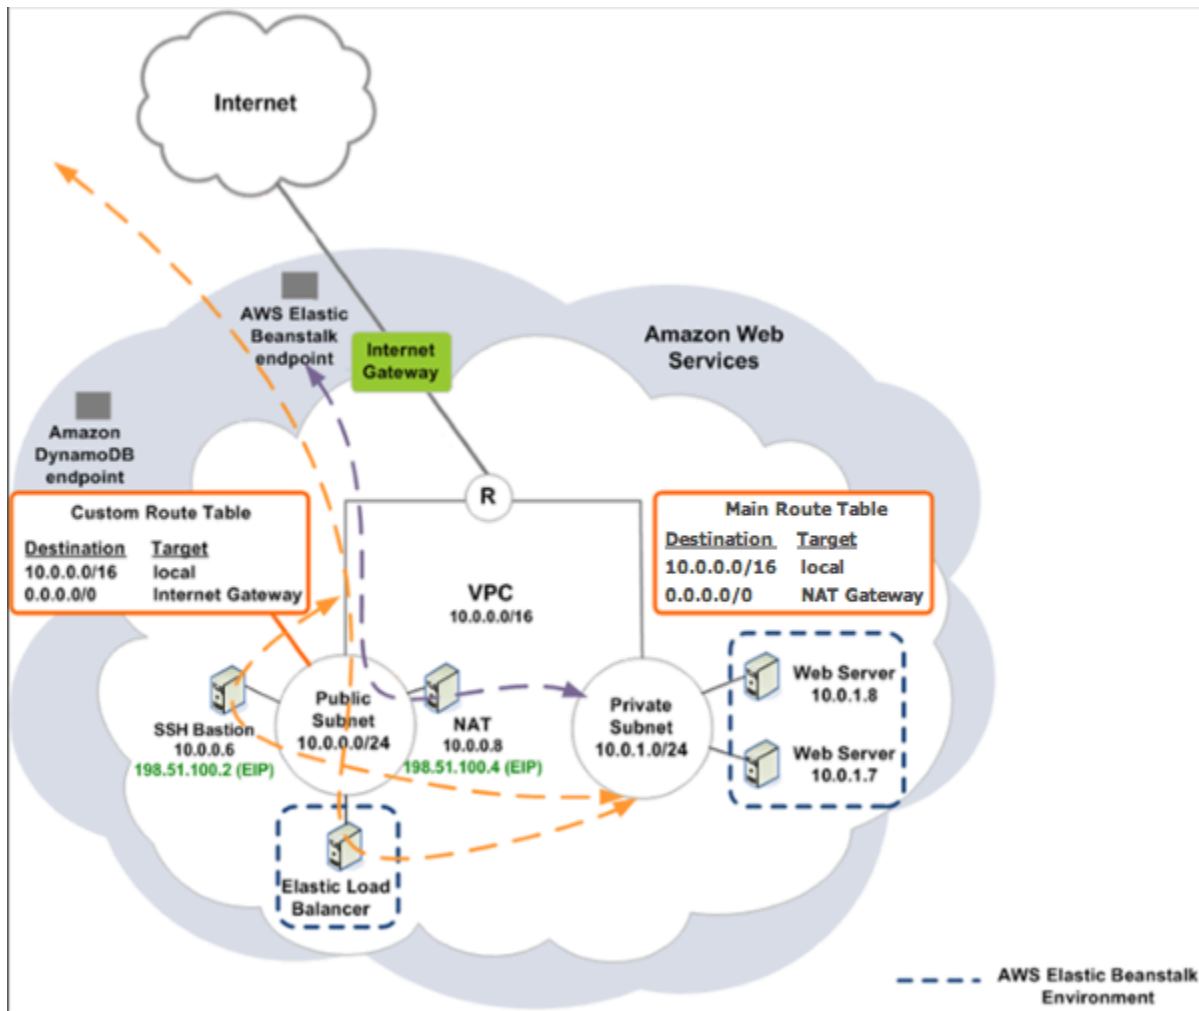 Internet
AWS Elastic
Beanstalk
endpoint
Internet
Gateway
Amazon Web
Services
Amazon
DynamoDB
endpoint
R
Custom Route Table
Destination Target
10.0.0.0/16 local
0.0.0.0/0 Internet Gateway
Main Route Table
Destination Target
10.0.0.0/16 local
0.0.0.0/0 NAT Gateway
VPC
10.0.0.0/16
SSH Bastion
10.0.0.6
198.51.100.2 (EIP)
Public
Subnet
10.0.0.0/24
NAT
10.0.0.8
198.51.100.4 (EIP)
Private
Subnet
10.0.1.0/24
Web Server
10.0.1.8
Web Server
10.0.1.7
Elastic Load
Balancer
AWS Elastic Beanstalk
Environment